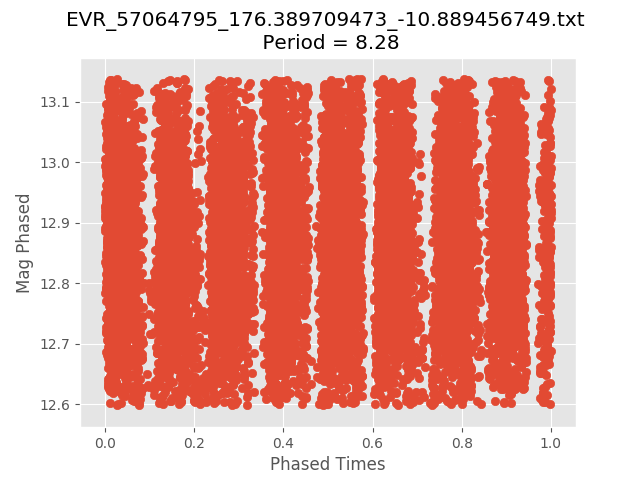 EVR_57064795_176.389709473_-10.889456749.txt
Period = 8.28
13.1
13.0
12.9
12.8
12.7
12.6
Mag Phased
0.0 0.2 0.4 0.6 0.8 1.0
Phased Times